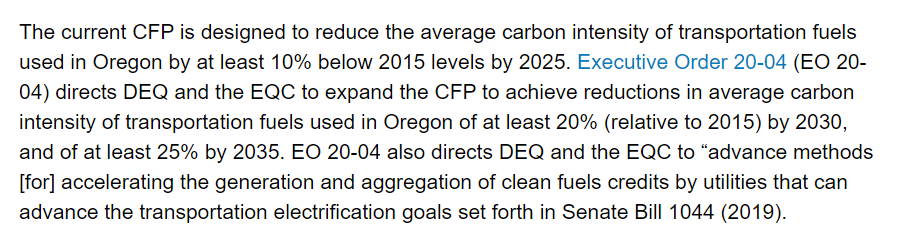 The current CFP is designed to reduce the average carbon intensity of transportation fuels
used in Oregon by at least 10% below 2015 levels by 2025. Executive Order 20-04 (EO 20-
04) directs DEQ and the EQC to expand the CFP to achieve reductions in average carbon
intensity of transportation fuels used in Oregon of at least 20% (relative to 2015) by 2030,
and of at least 25% by 2035. EO 20-04 also directs DEQ and the EQC to “advance methods
[for] accelerating the generation and aggregation of clean fuels credits by utilities that can
advance the transportation electrification goals set forth in Senate Bill 1044 (2019).